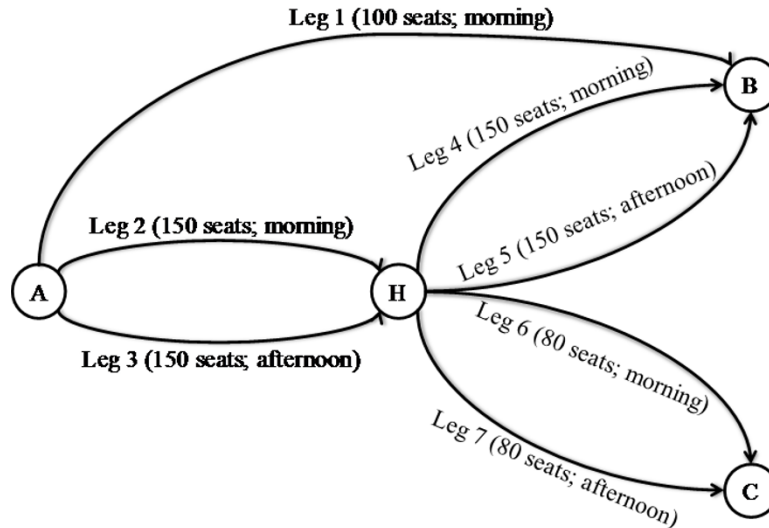 Leg 1 (100 seats; morning)
B
Leg 4 (150 seats; morning)
Leg 2 (150 seats; morning)
Leg 5 (150 seats; afternoon)
A
H
Leg 6 (80 seats; morning)
Leg 3 (150 seats; afternoon)
Leg 7 (80 seats; afternoon)
C